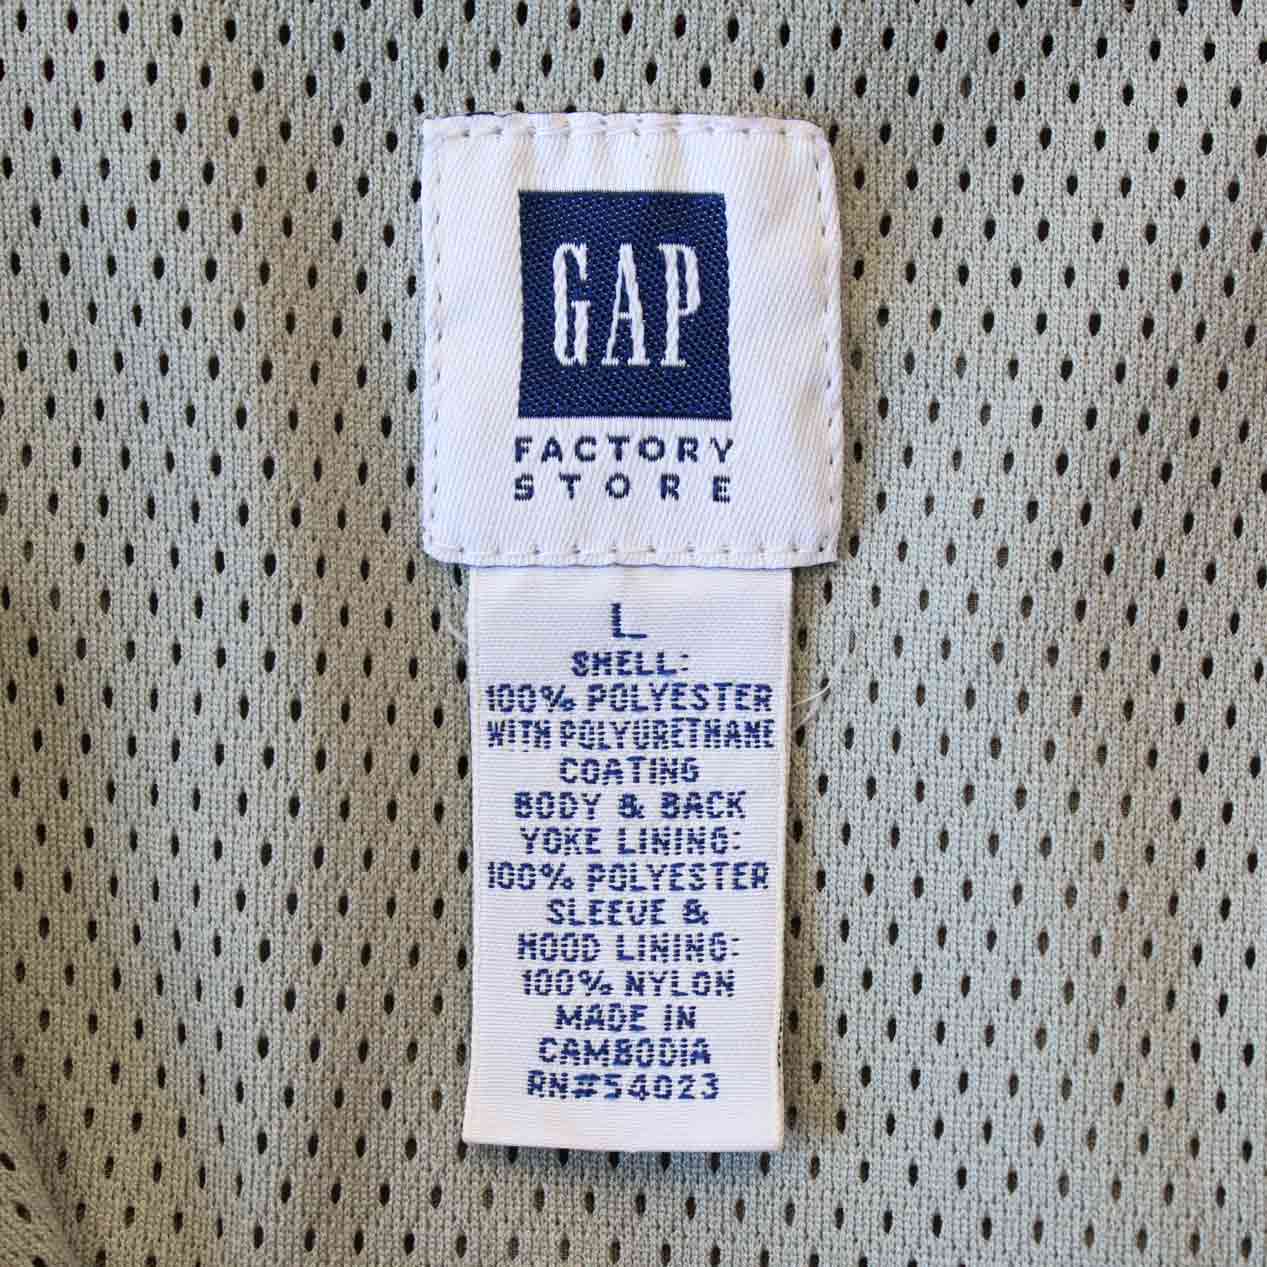 GAP
FACTORY
STORE
L
SHELL:
100% POLYESTER
WITH POLYURETHANE
COATING
BODY & BACK
YOKE LINING:
100% POLYESTER
SLEEVE &
HOOD LINING:
100% NYLON
MADE IN
CAMBODIA
RN#54023